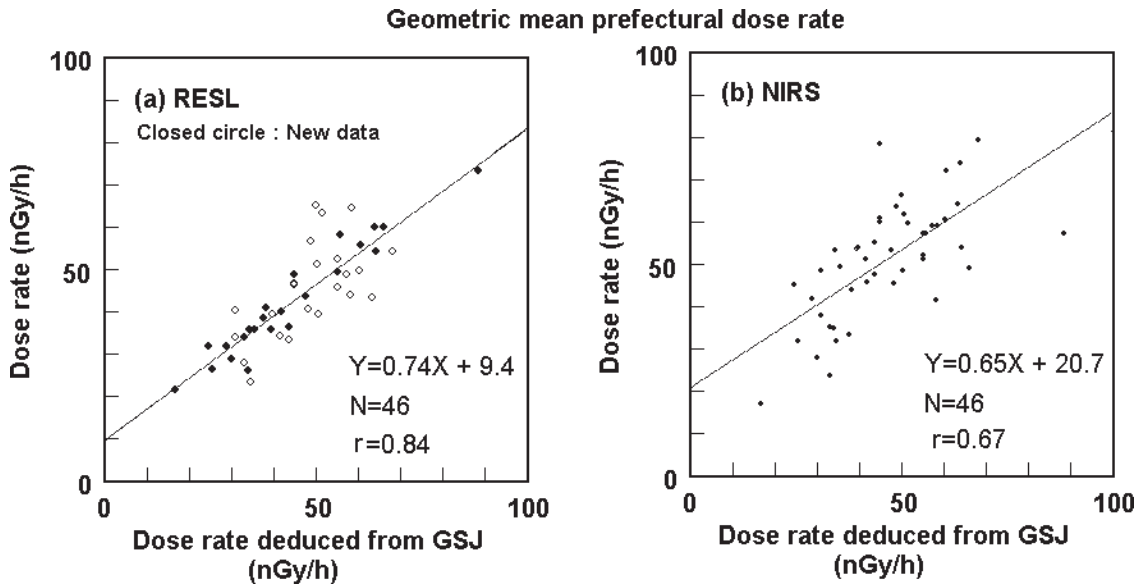 Geometric mean prefectural dose rate
(a) RESL
Closed circle : New data
100
50
0
Dose rate (nGy/h)
Y=0.74X + 9.4
N=46
r=0.84
0 50 100
Dose rate deduced from GSJ
(nGy/h)
(b) NIRS
100
50
0
Dose rate (nGy/h)
Y=0.65X + 20.7
N=46
r=0.67
0 50 100
Dose rate deduced from GSJ
(nGy/h)